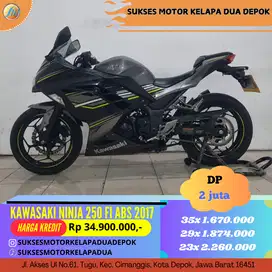 SUKSES MOTOR KELAPA DUA DEPOK
Kawasaki
KAWASAKI NINJA 250 FI ABS 2017
HARGA KREDIT
Rp 34.900.000,-
DP
2 juta
35x 1.670.000
29x 1.874.000
23x 2.260.000
SUKSESMOTORKELAPADUADEPOK
SUKSESMOTORKELAPADUA
Jl. Akses UI No.61, Tugu, Kec. Cimanggis, Kota Depok, Jawa Barat 16451